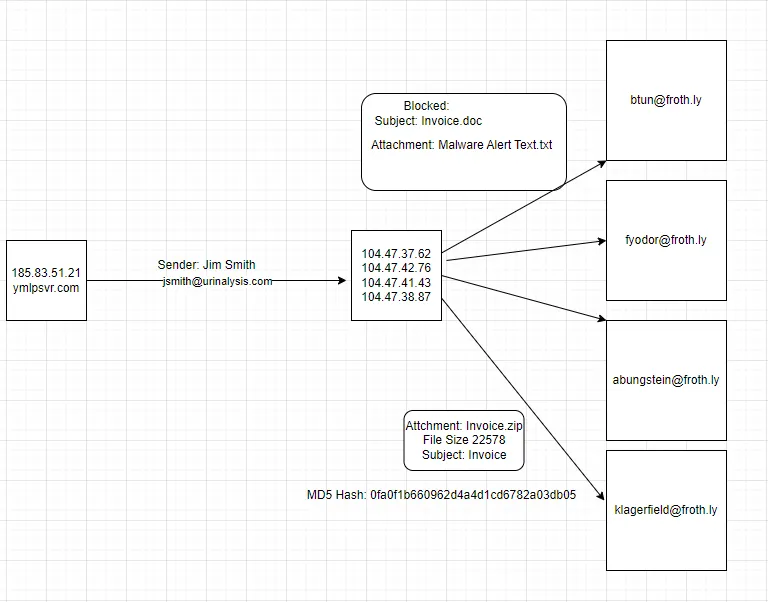 btun@froth.ly
Blocked:
Subject: Invoice.doc
Attachment: Malware Alert Text.txt
fyodor@froth.ly
185.83.51.21
ymlpsvr.com
Sender: Jim Smith
jsmith@urinalysis.com
104.47.37.62
104.47.42.76
104.47.41.43
104.47.38.87
abungstein@froth.ly
Attchment: Invoice.zip
File Size 22578
Subject: Invoice
MD5 Hash: 0fa0f1b660962d4a4d1cd6782a03db05
klagerfield@froth.ly